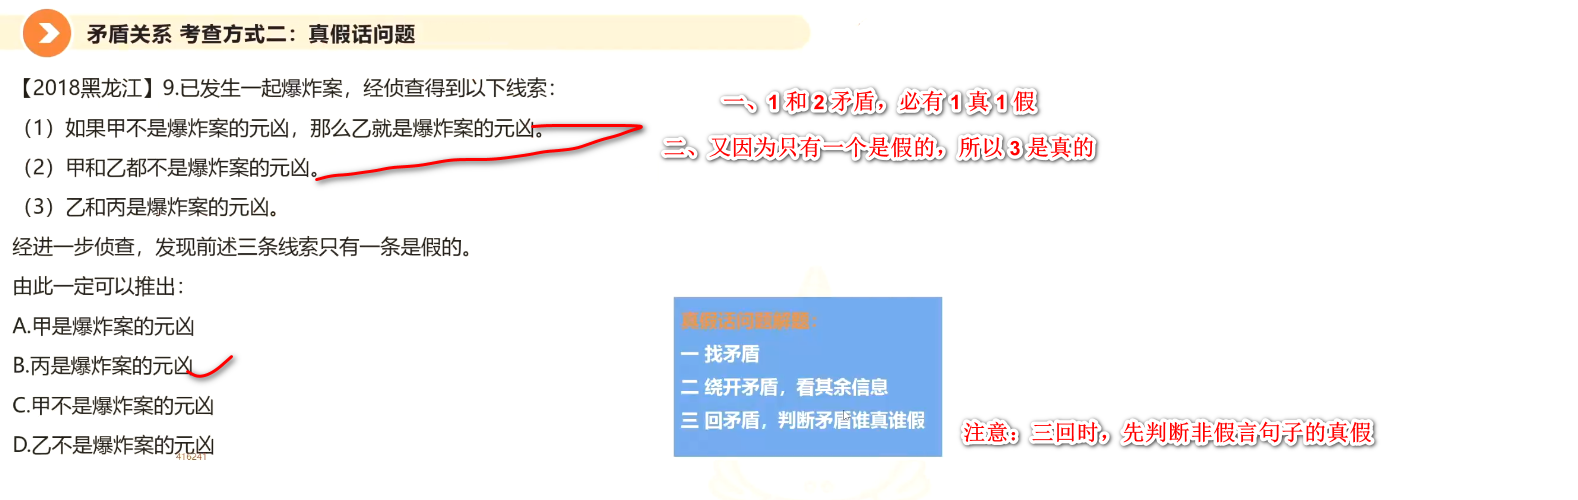 矛盾关系 考查方式二：真假话问题
【2018黑龙江】9.已发生一起爆炸案，经侦查得到以下线索：
（1）如果甲不是爆炸案的元凶，那么乙就是爆炸案的元凶。
（2）甲和乙都不是爆炸案的元凶。
（3）乙和丙是爆炸案的元凶。
经进一步侦查，发现前述三条线索只有一条是假的。
由此一定可以推出：
A.甲是爆炸案的元凶
B.丙是爆炸案的元凶
C.甲不是爆炸案的元凶
D.乙不是爆炸案的元凶
416241
一、1 和 2 矛盾，必有 1 真 1 假
二、又因为只有一个是假的，所以 3 是真的
真假话问题解题：
一 找矛盾
二 绕开矛盾，看其余信息
三 回矛盾，判断矛盾谁真谁假
注意：三回时，先判断非假言句子的真假